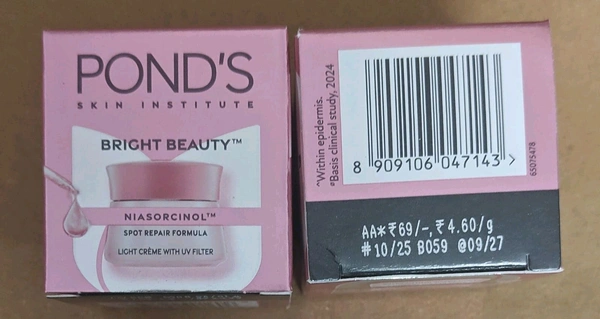 POND'S
SKIN INSTITUTE
BRIGHT BEAUTY™
NIASORCINOL™
SPOT REPAIR FORMULA
LIGHT CRÈME WITH UV FILTER
^Within epidermis.
#Basis clinical study, 2024
8 909106 047143 >
65075478
AA*₹69/-,₹4.60/g
#10/25 B059 @09/27